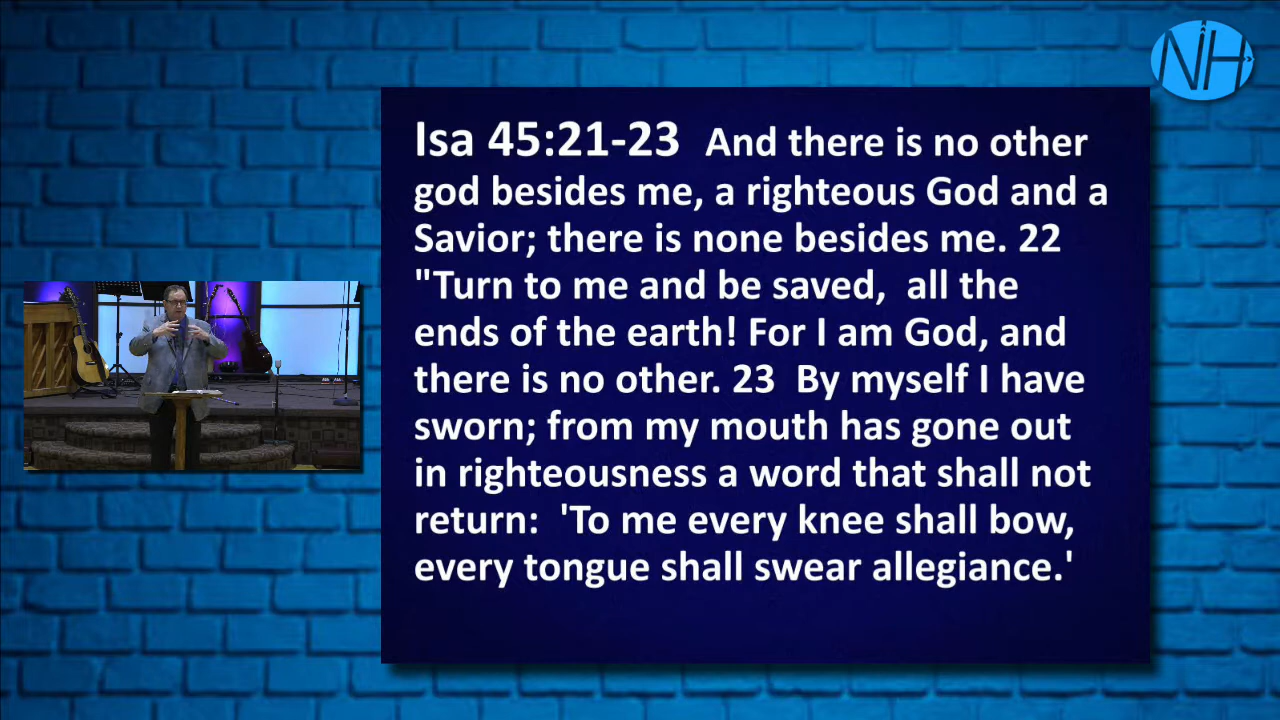 NH
Isa 45:21-23  And there is no other
god besides me, a righteous God and a
Savior; there is none besides me. 22
"Turn to me and be saved,  all the
ends of the earth! For I am God, and
there is no other. 23  By myself I have
sworn; from my mouth has gone out
in righteousness a word that shall not
return:  'To me every knee shall bow,
every tongue shall swear allegiance.'